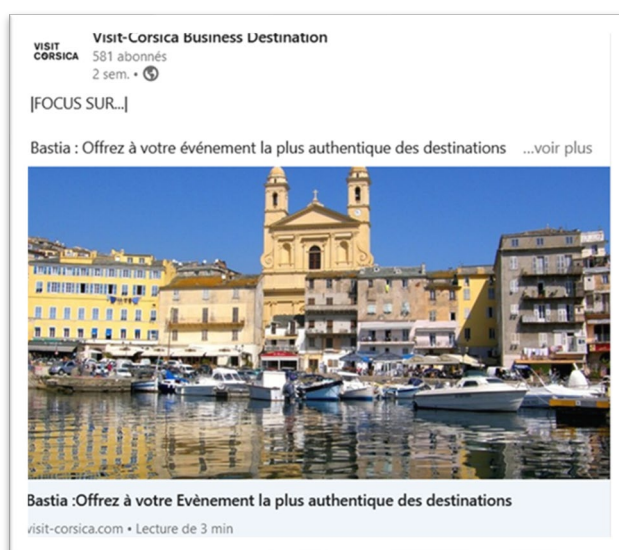 VISIT
CORSICA
Visit-Corsica Business Destination
581 abonnés
2 sem. •
|FOCUS SUR...|
Bastia : Offrez à votre événement la plus authentique des destinations ...voir plus
Bastia :Offrez à votre Evènement la plus authentique des destinations
visit-corsica.com • Lecture de 3 min